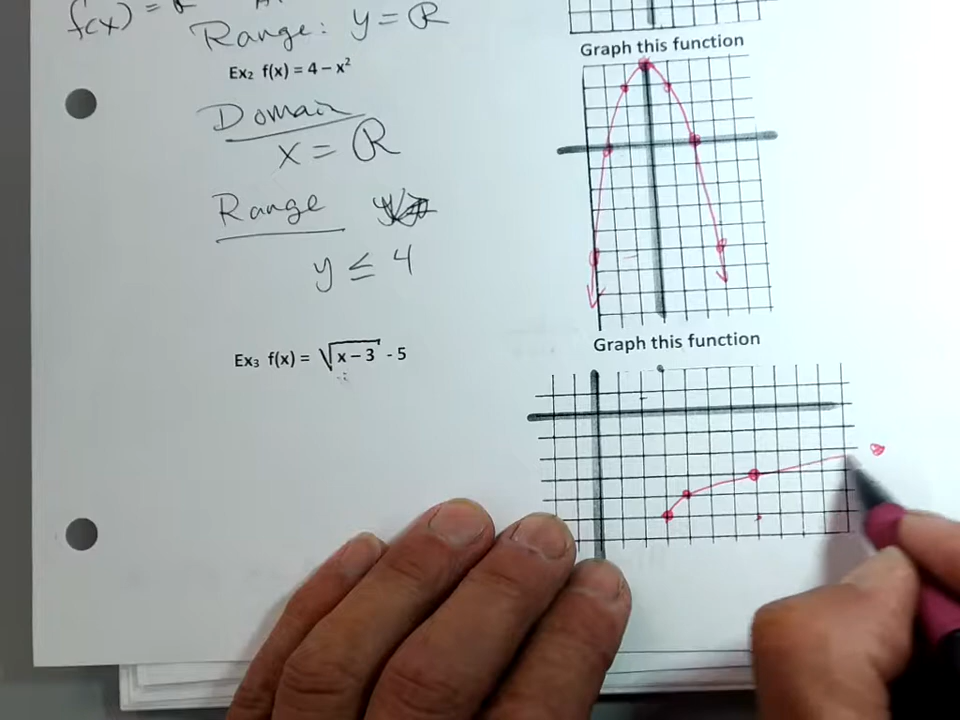 f(x) =
Range: y = ℝ
Graph this function
Ex2 f(x) = 4 – x²
Domain
x = ℝ
Range
y ≤ 4
Graph this function
Ex3 f(x) = √x – 3 - 5